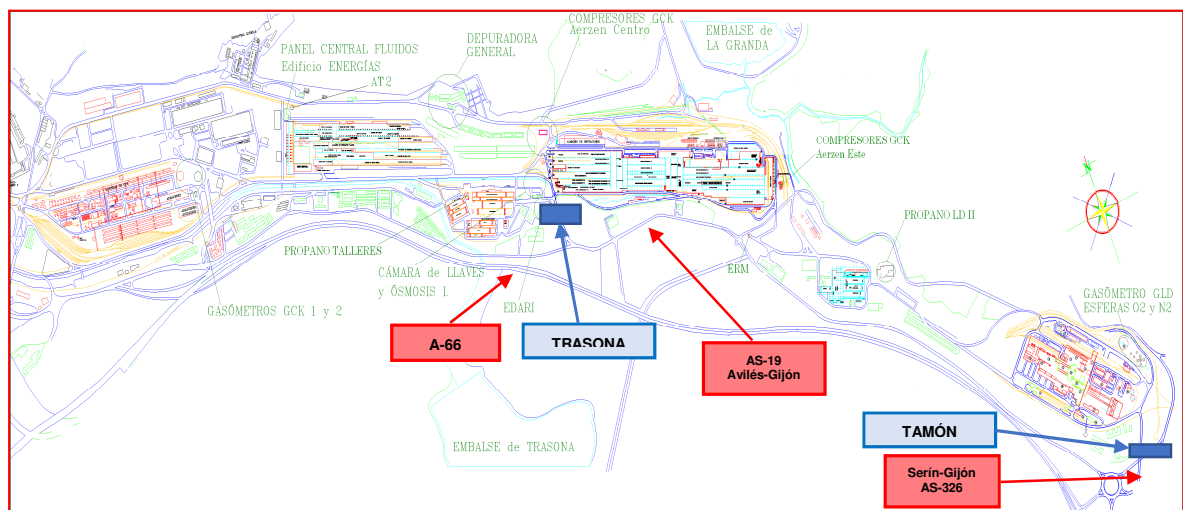 COMPRESORES GCK
Aerzen Centro
DEPURADORA
GENERAL
EMBALSE de
LA GRANDA
PANEL CENTRAL FLUIDOS
Edificio ENERGÍAS
AT2
COMPRESORES GCK
Aerzen Este
PROPANO LD II
PROPANO TALLERES
CÁMARA de LLAVES
y ÓSMOSIS I.
ERM
EDARI
GASÓMETROS GCK 1 y 2
GASÓMETRO GLD
ESFERAS O2 y N2
A-66
TRASONA
AS-19
Avilés-Gijón
EMBALSE de TRASONA
TAMÓN
Serín-Gijón
AS-326